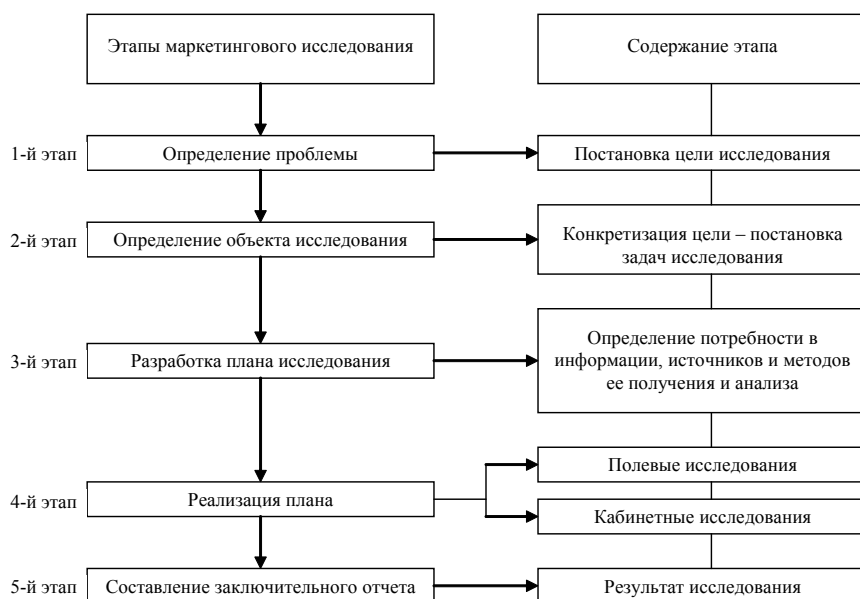 Этапы маркетингового исследования
Содержание этапа
1-й этап
Определение проблемы
Постановка цели исследования
2-й этап
Определение объекта исследования
Конкретизация цели – постановка
задач исследования
3-й этап
Разработка плана исследования
Определение потребности в
информации, источников и методов
ее получения и анализа
4-й этап
Реализация плана
Полевые исследования
Кабинетные исследования
5-й этап
Составление заключительного отчета
Результат исследования